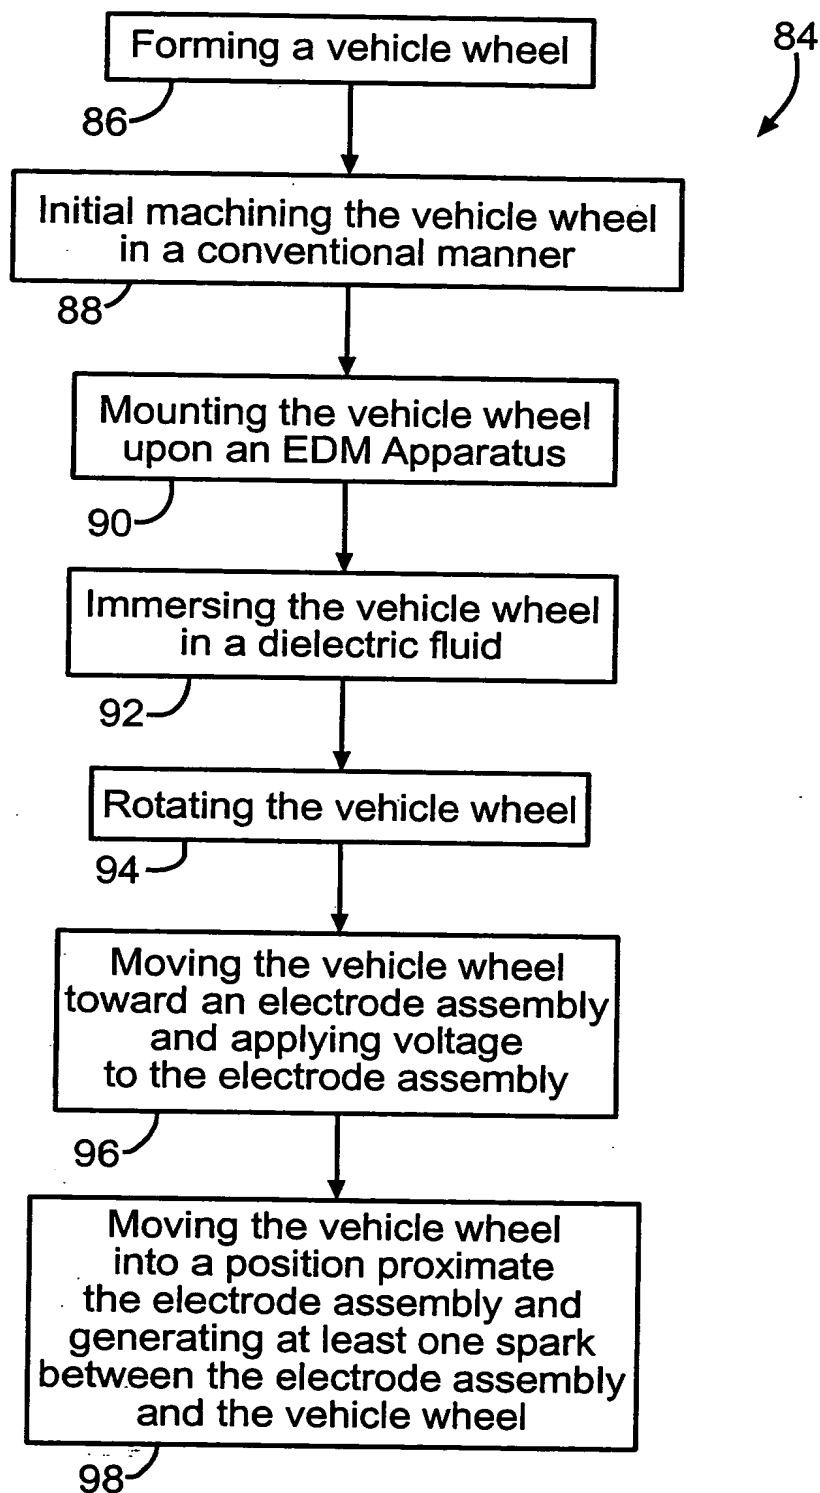 Forming a vehicle wheel
84
86
Initial machining the vehicle wheel
in a conventional manner
88
Mounting the vehicle wheel
upon an EDM Apparatus
90
Immersing the vehicle wheel
in a dielectric fluid
92
Rotating the vehicle wheel
94
Moving the vehicle wheel
toward an electrode assembly
and applying voltage
to the electrode assembly
96
Moving the vehicle wheel
into a position proximate
the electrode assembly and
generating at least one spark
between the electrode assembly
and the vehicle wheel
98